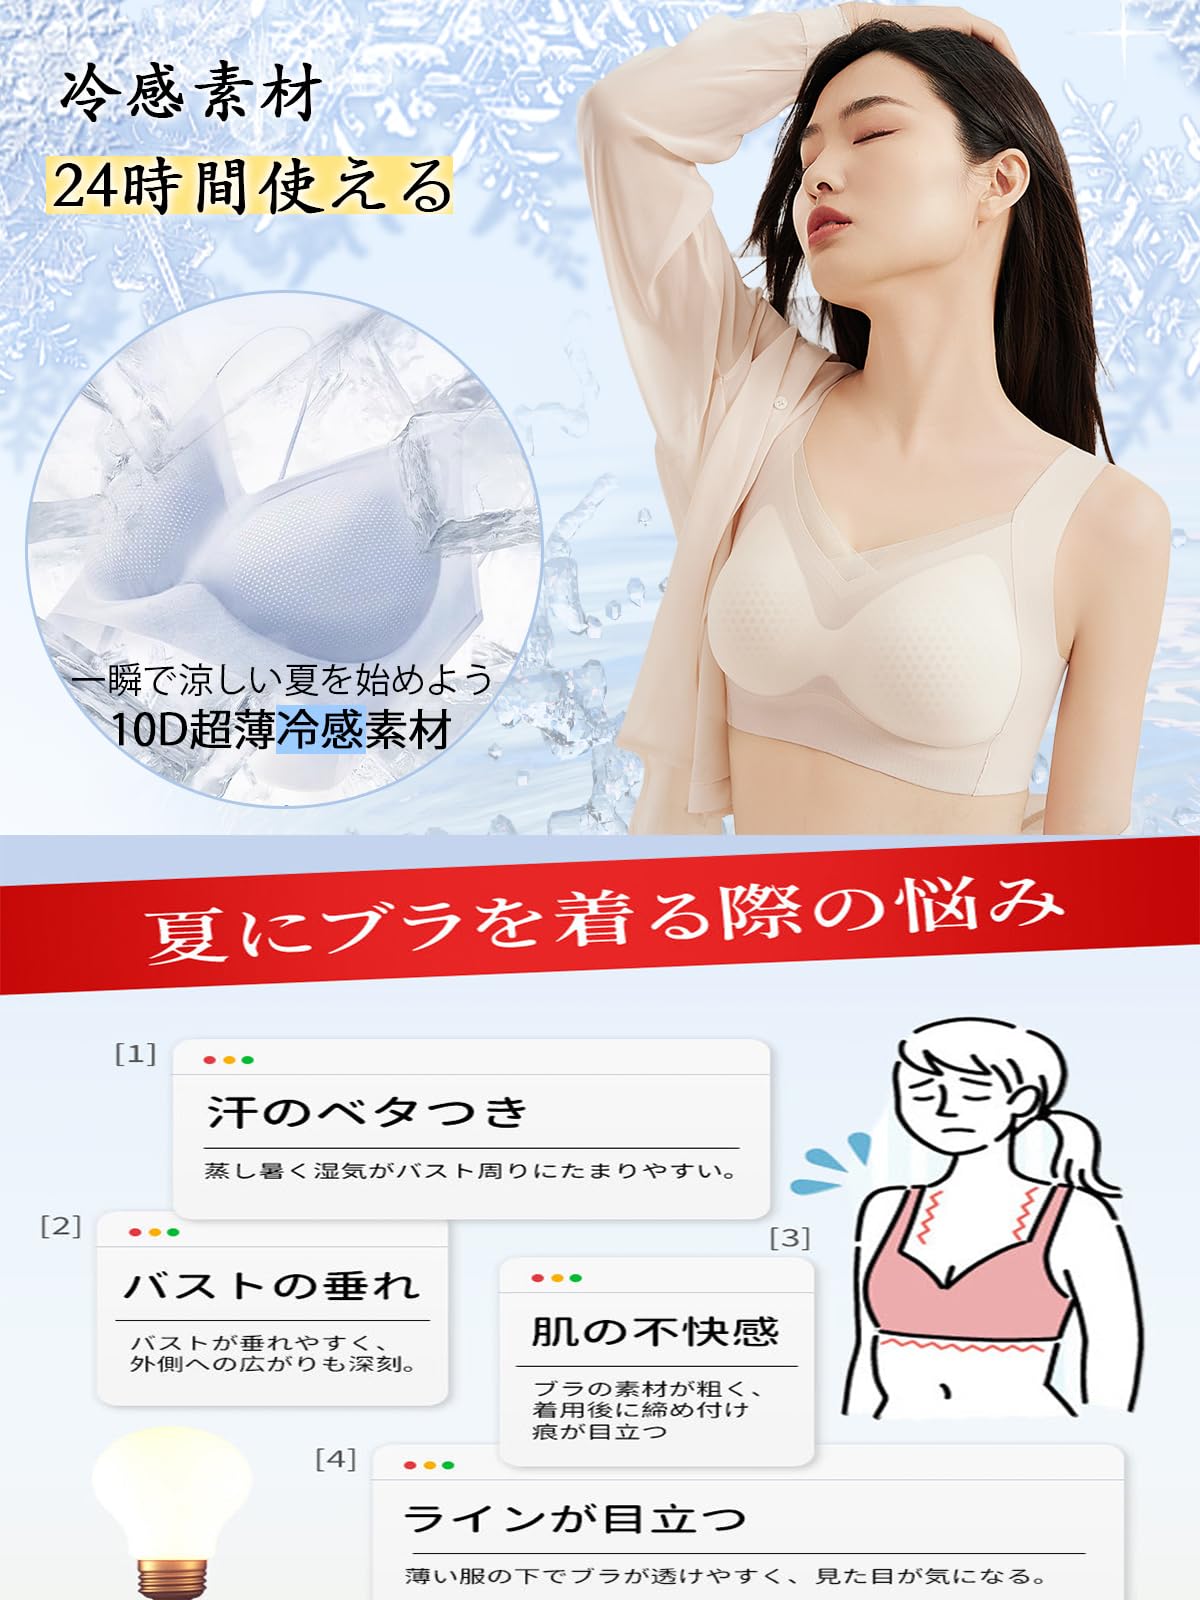 冷感素材
24時間使える
一瞬で涼しい夏を始めよう
10D超薄冷感素材
夏にブラを着る際の悩み
[1]
汗のベタつき
蒸し暑く湿気がバスト周りにたまりやすい。
[2]
バストの垂れ
バストが垂れやすく、
外側への広がりも深刻。
[3]
肌の不快感
ブラの素材が粗く、
着用後に締め付け
痕が目立つ
[4]
ラインが目立つ
薄い服の下でブラが透けやすく、見た目が気になる。